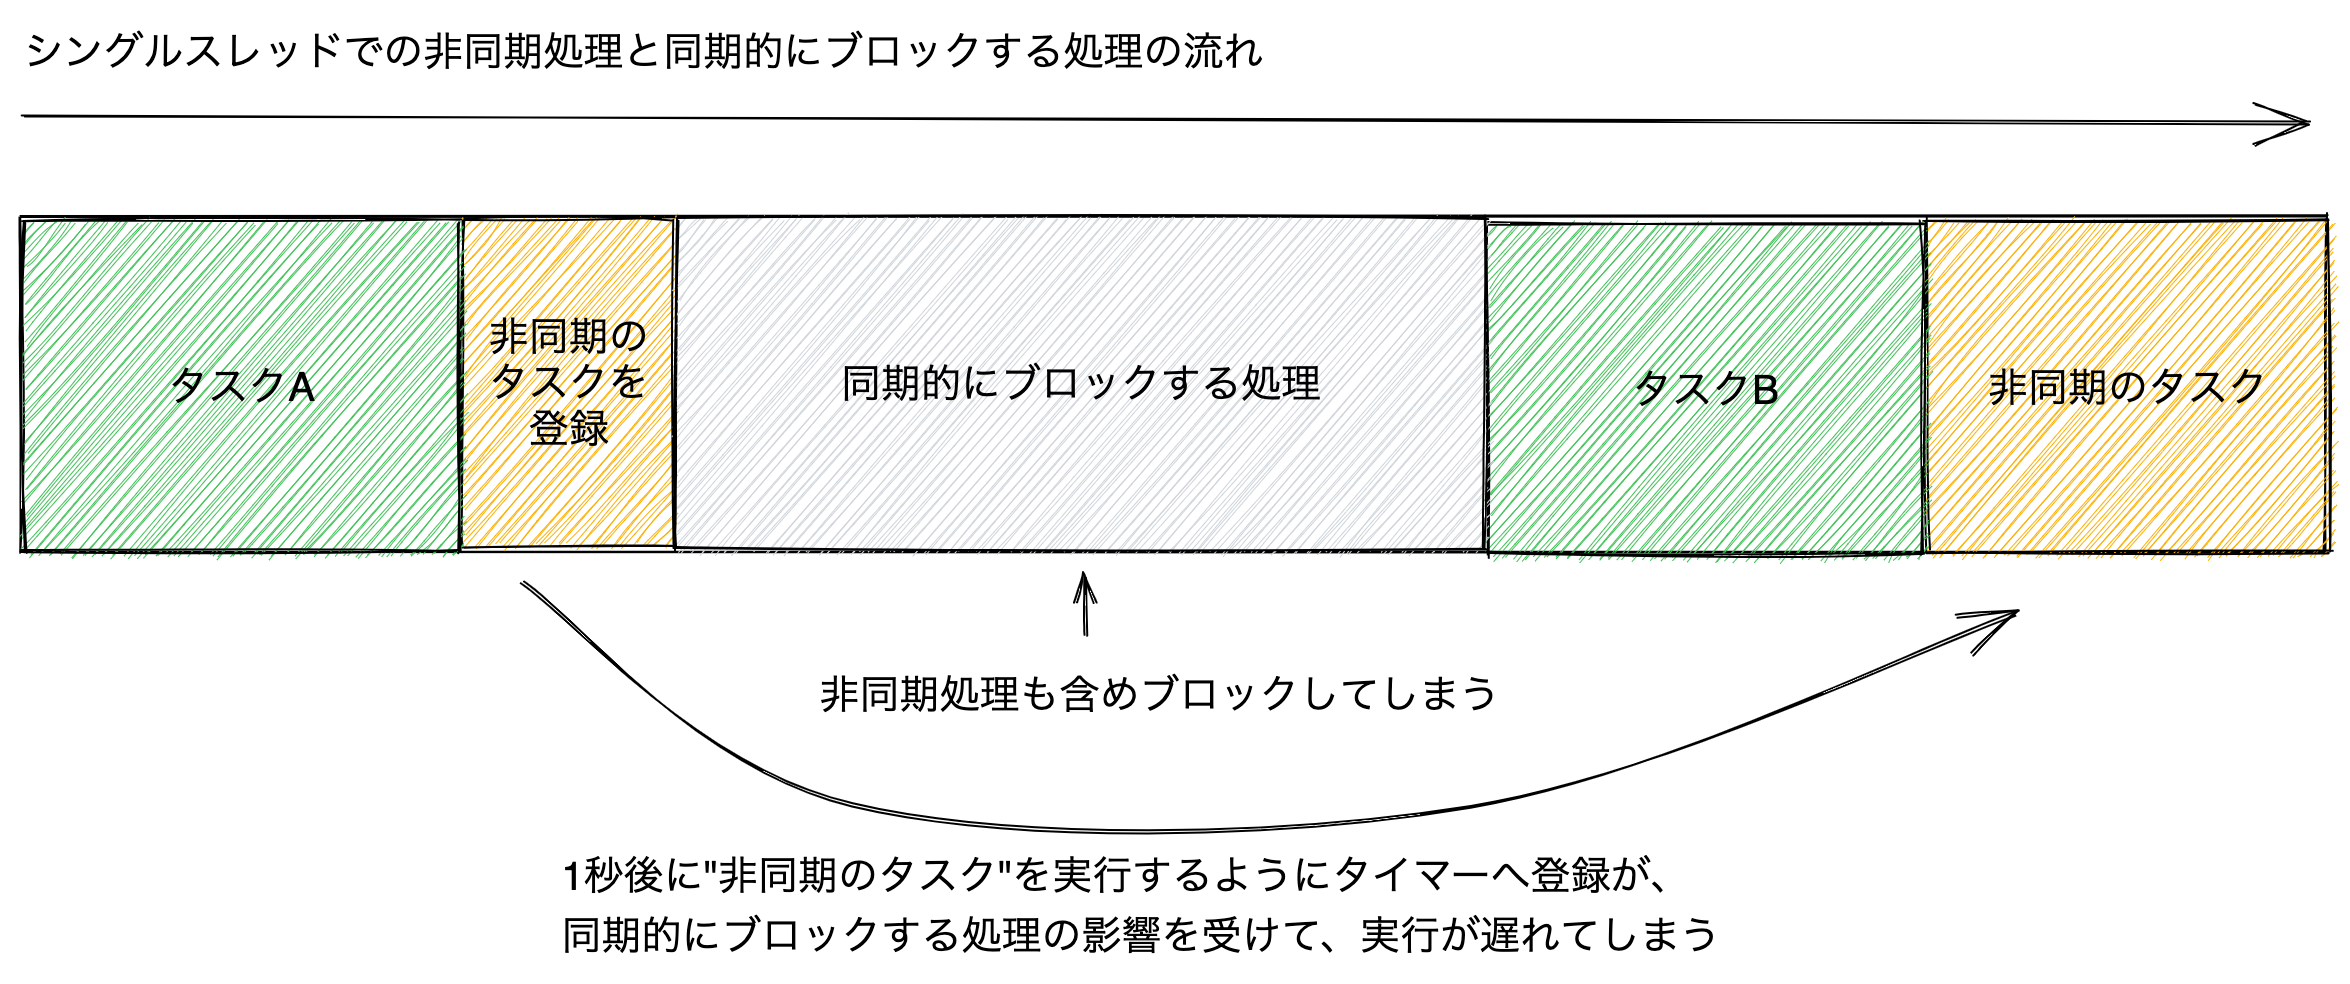 シングルスレッドでの非同期処理と同期的にブロックする処理の流れ
タスクA
非同期の
タスクを
登録
同期的にブロックする処理
タスクB
非同期のタスク
非同期処理も含めブロックしてしまう
1秒後に"非同期のタスク"を実行するようにタイマーへ登録が、
同期的にブロックする処理の影響を受けて、実行が遅れてしまう